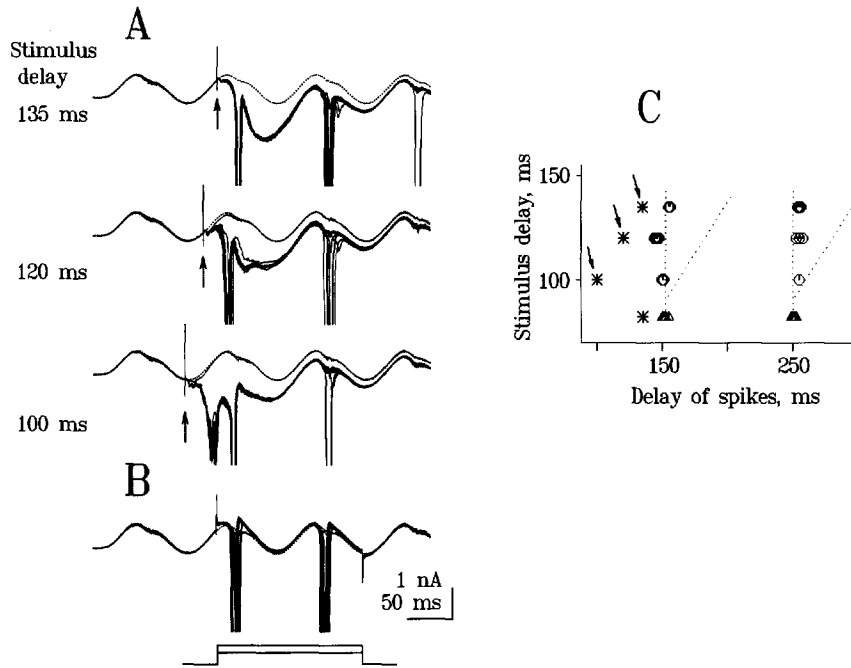 A
Stimulus
delay
135 ms
120 ms
100 ms
B
1 nA
50 ms
C
Stimulus delay, ms
150
100
150
250
Delay of spikes, ms